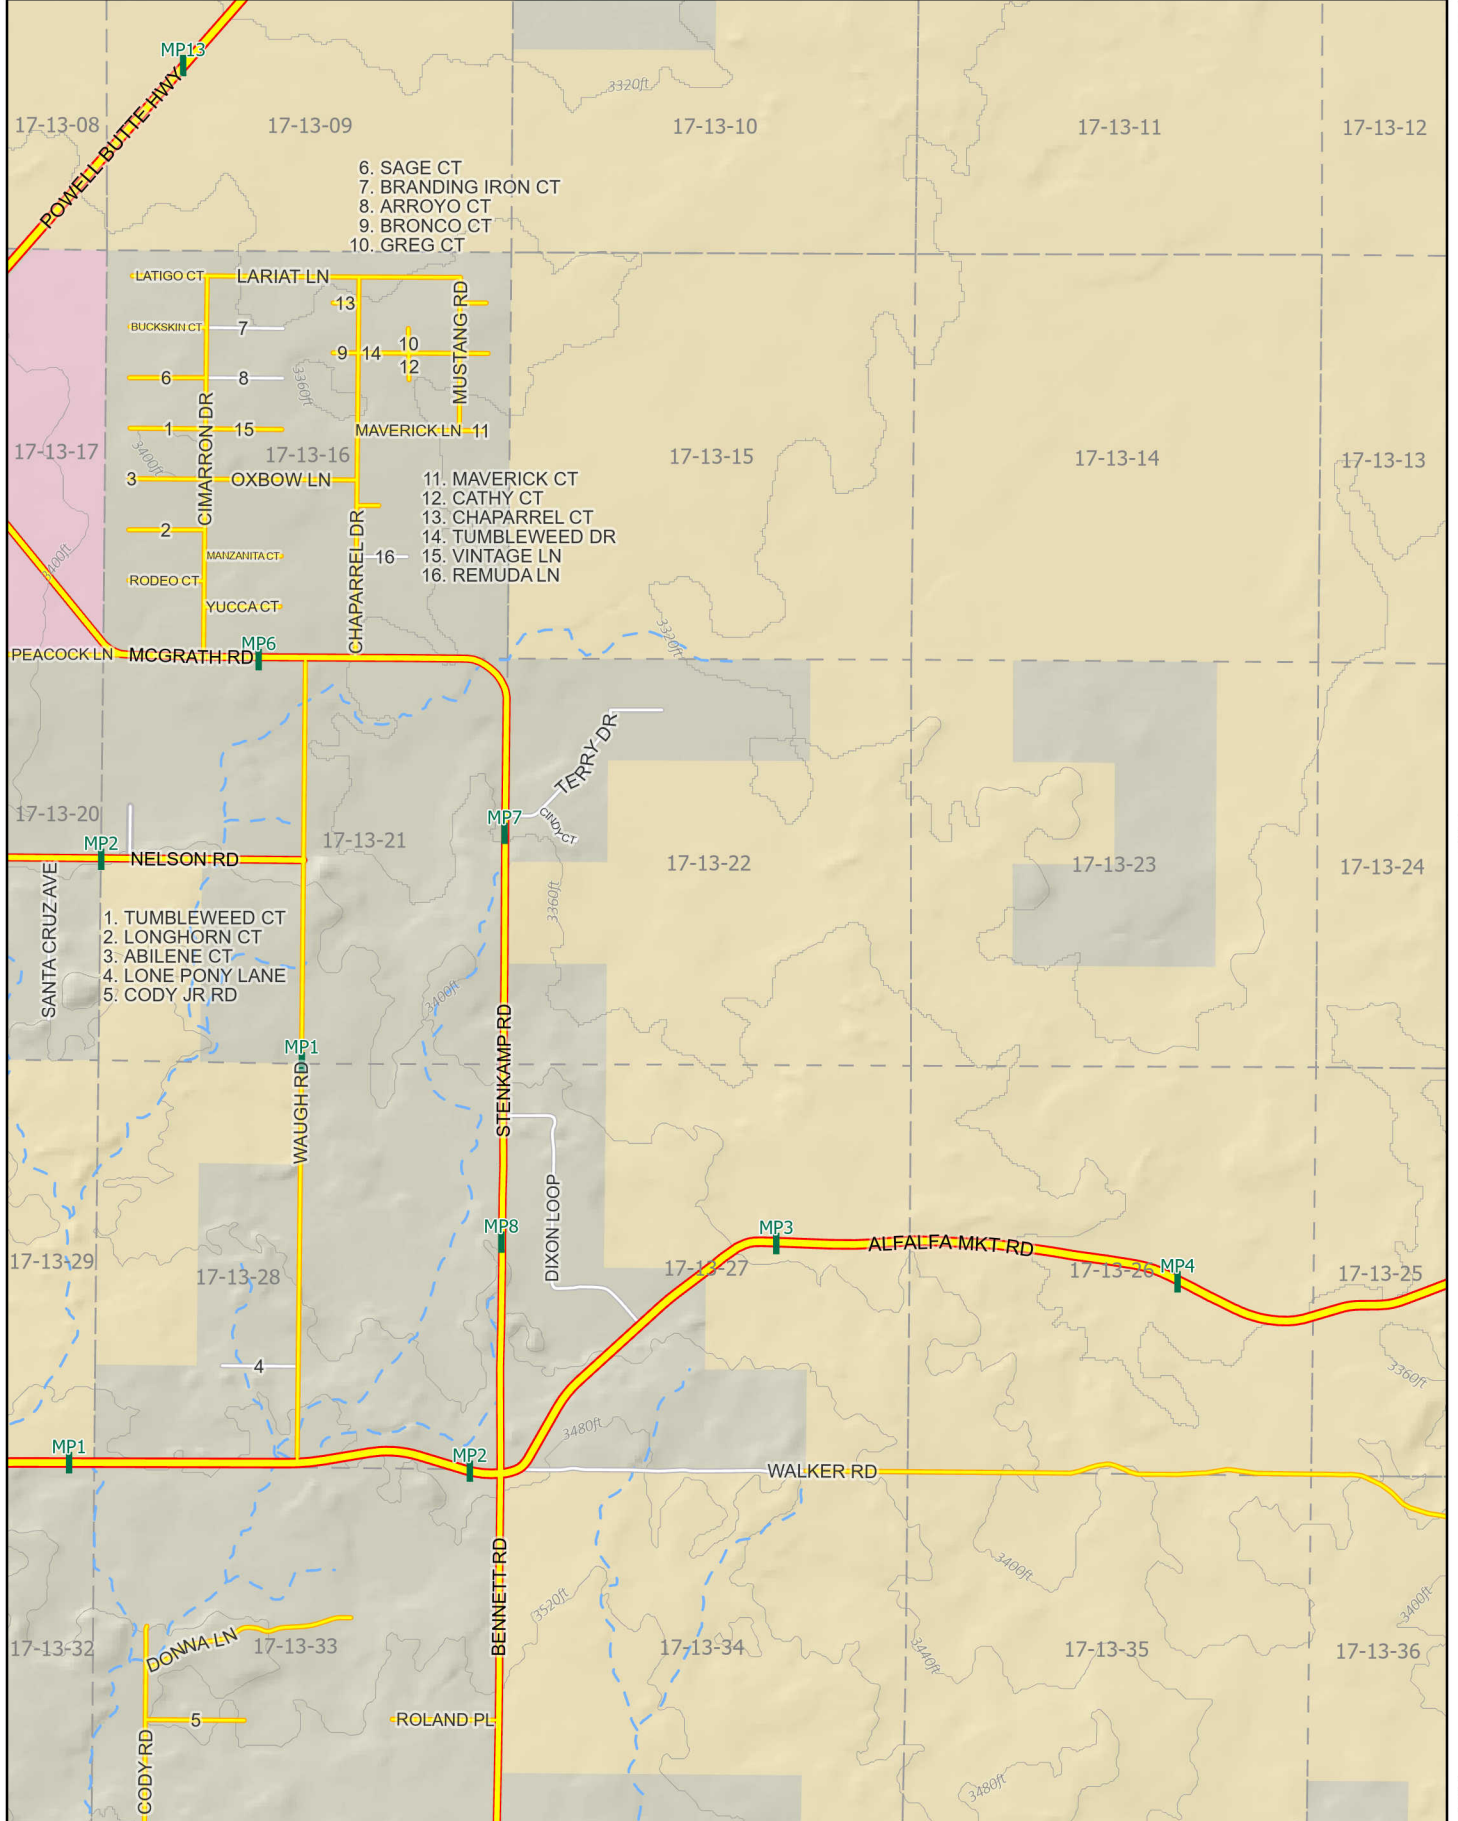 MP13
POWELL BUTTE HWY
3320ft
17-13-08
17-13-09
17-13-10
17-13-11
17-13-12
6. SAGE CT
7. BRANDING IRON CT
8. ARROYO CT
9. BRONCO CT
10. GREG CT
LATIGO CT
LARIAT LN
13
MUSTANG RD
BUCKSKIN CT
7
10
9
14
12
3360ft
6
8
CIMARRON DR
1
15
MAVERICK LN
11
17-13-17
3400ft
17-13-16
17-13-15
17-13-14
17-13-13
3
OXBOW LN
11. MAVERICK CT
12. CATHY CT
13. CHAPARREL CT
14. TUMBLEWEED DR
15. VINTAGE LN
16. REMUDA LN
2
CHAPARREL DR
3400ft
MANZANITA CT
16
RODEO CT
YUCCA CT
3320ft
PEACOCK LN
MCGRATH RD
MP6
TERRY DR
CINDY CT
17-13-20
MP7
MP2
NELSON RD
17-13-21
17-13-22
17-13-23
17-13-24
SANTA CRUZ AVE
3360ft
1. TUMBLEWEED CT
2. LONGHORN CT
3. ABILENE CT
4. LONE PONY LANE
5. CODY JR RD
3400ft
STENKAMP RD
MP1
WAUGH RD
DIXON LOOP
MP8
MP3
ALFALFA MKT RD
17-13-29
17-13-28
17-13-27
17-13-26
MP4
17-13-25
4
3360ft
3480ft
MP1
MP2
WALKER RD
BENNETT RD
3400ft
3520ft
3400ft
DONNA LN
17-13-32
17-13-33
17-13-34
3440ft
17-13-35
17-13-36
5
ROLAND PL
CODY RD
3480ft